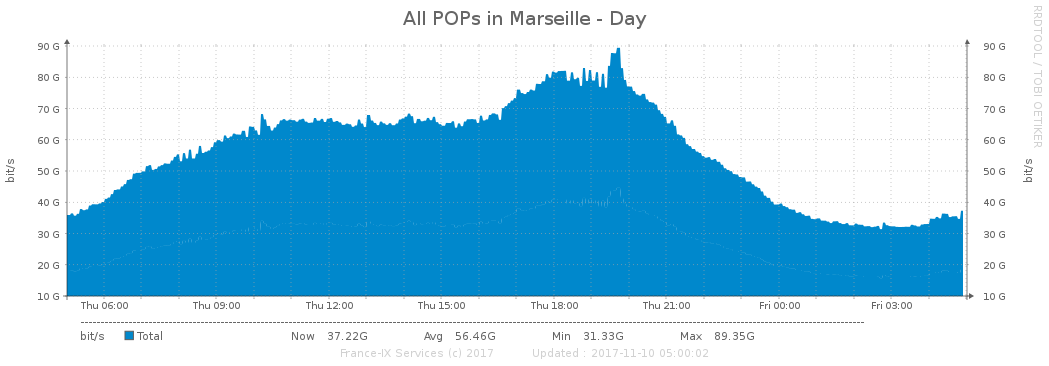 All POPs in Marseille - Day
RRDTOOL / TOBI OETIKER
90 G 90 G
80 G 80 G
70 G 70 G
60 G 60 G
50 G 50 G
40 G 40 G
30 G 30 G
20 G 20 G
10 G 10 G
bit/s
bit/s
Thu 06:00 Thu 09:00 Thu 12:00 Thu 15:00 Thu 18:00 Thu 21:00 Fri 00:00 Fri 03:00
bit/s Total Now 37.22G Avg 56.46G Min 31.33G Max 89.35G
France-IX Services (c) 2017 Updated : 2017-11-10 05:00:02